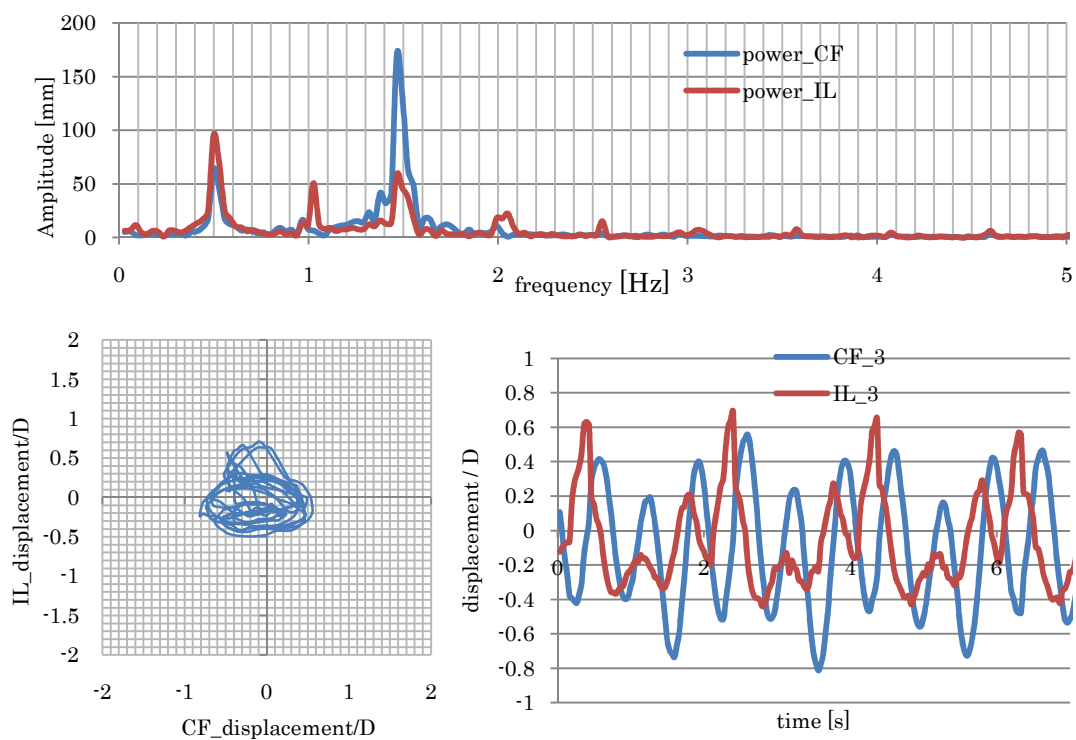 200
150
100
50
0
Amplitude [mm]
power_CF
power_IL
0 1 2 3 4 5
frequency [Hz]
2
1.5
1
0.5
0
-0.5
-1
-1.5
-2
IL_displacement/D
-2 -1 0 1 2
CF_displacement/D
1
0.8
0.6
0.4
0.2
0
-0.2
-0.4
-0.6
-0.8
-1
displacement / D
CF_3
IL_3
0 2 4 6
time [s]